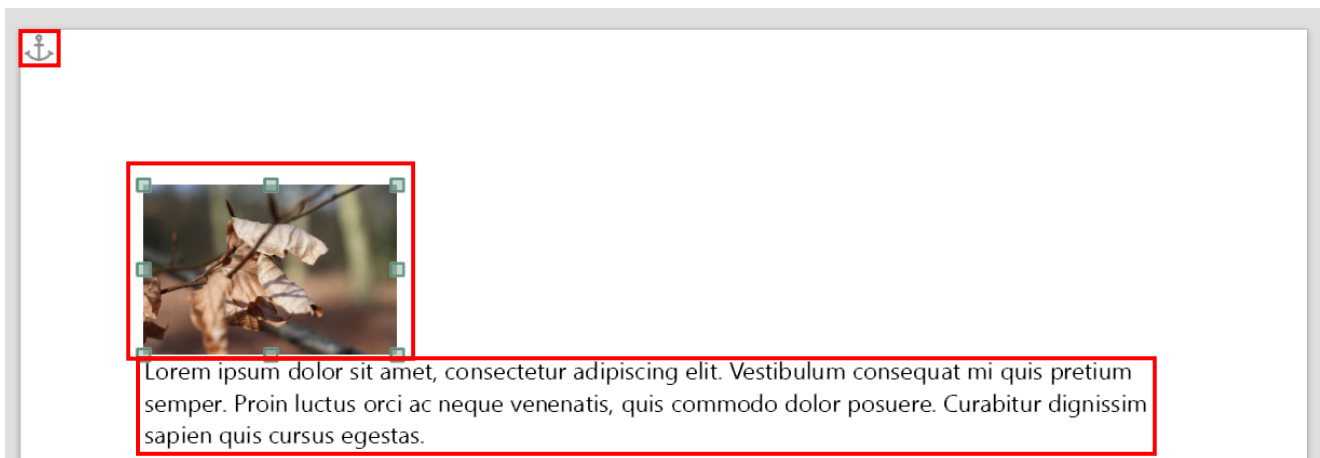 Lorem ipsum dolor sit amet, consectetur adipiscing elit. Vestibulum consequat mi quis pretium
semper. Proin luctus orci ac neque venenatis, quis commodo dolor posuere. Curabitur dignissim
sapien quis cursus egestas.